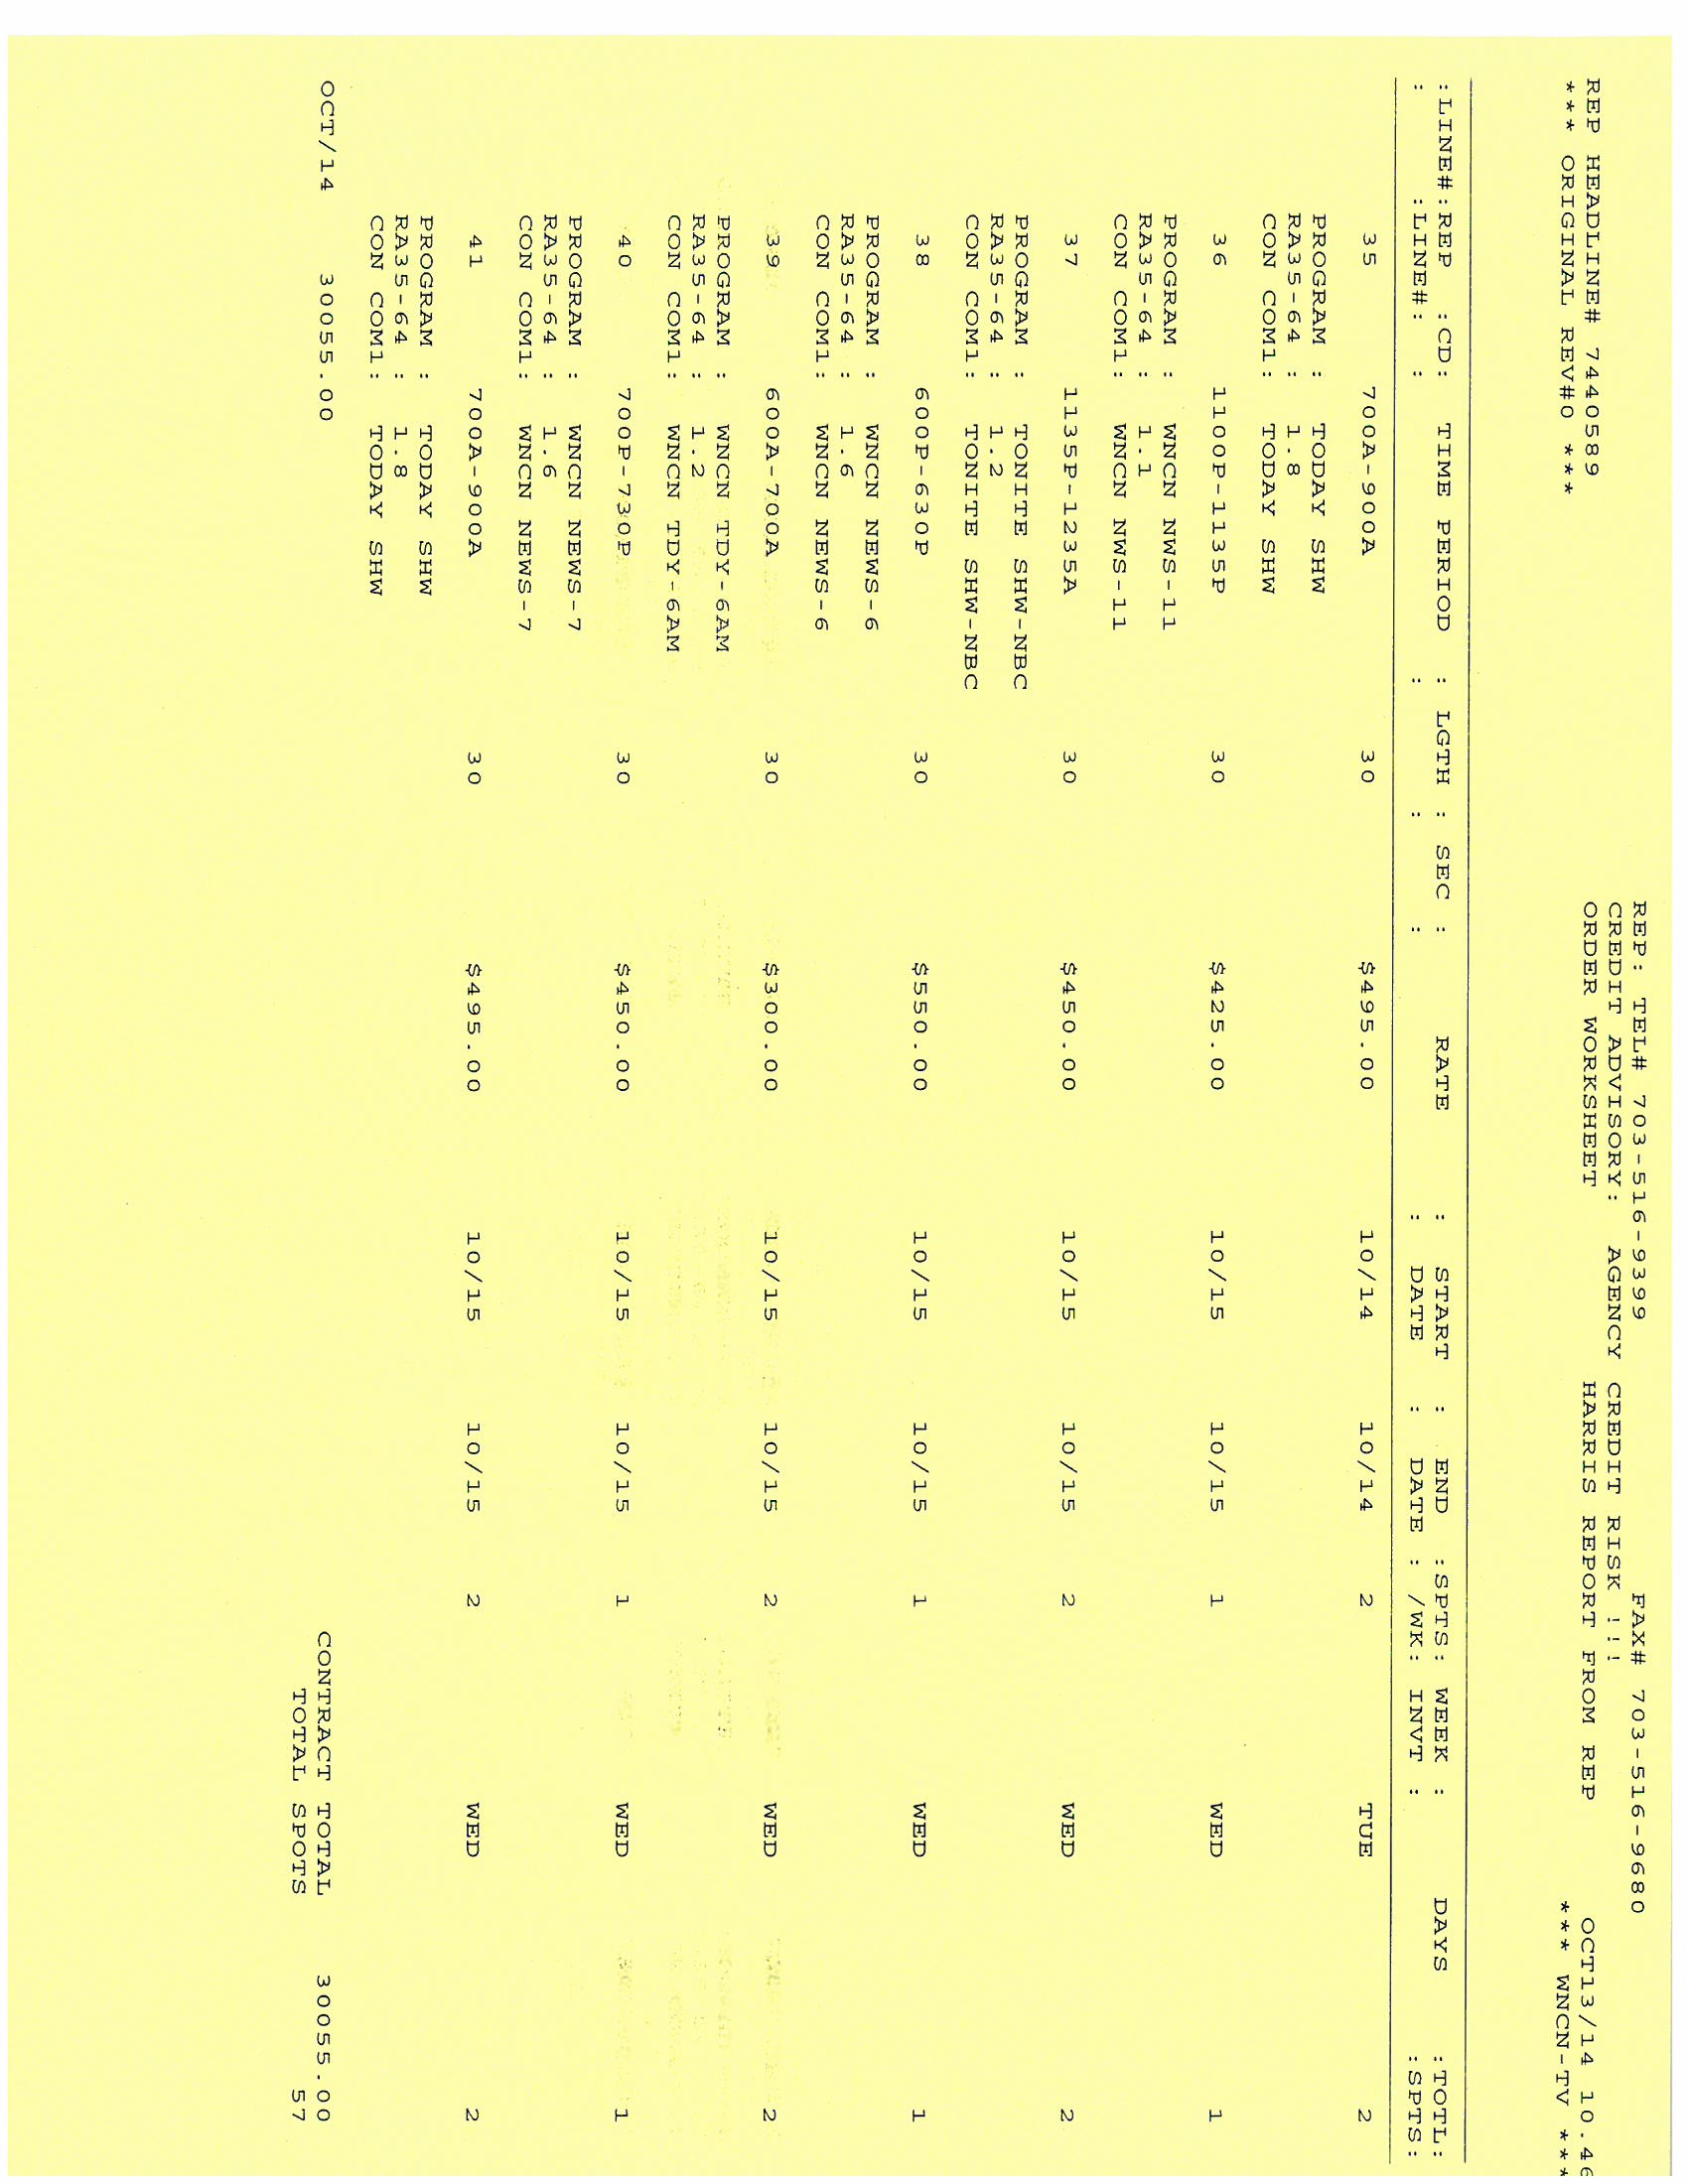 REP: TEL# 703-516-9399 FAX# 703-516-9680
CREDIT ADVISORY: AGENCY CREDIT RISK !!!
REP HEADLINE# 7440589 ORDER WORKSHEET HARRIS REPORT FROM REP OCT13/14 10.46
*** ORIGINAL REV#0 *** *** WNCN-TV ***
:LINE#:REP :CD: TIME PERIOD : LGTH : SEC : RATE : START : END :SPTS: WEEK : DAYS :TOTL:
: :LINE#: : : : : : DATE : DATE : /WK: INVT : :SPTS:
35 700A-900A 30 $495.00 10/14 10/14 2 TUE 2
PROGRAM : TODAY SHW
RA35-64 : 1.8
CON COM1: TODAY SHW
36 1100P-1135P 30 $425.00 10/15 10/15 1 WED 1
PROGRAM : WNCN NWS-11
RA35-64 : 1.1
CON COM1: WNCN NWS-11
37 1135P-1235A 30 $450.00 10/15 10/15 2 WED 2
PROGRAM : TONITE SHW-NBC
RA35-64 : 1.2
CON COM1: TONITE SHW-NBC
38 600P-630P 30 $550.00 10/15 10/15 1 WED 1
PROGRAM : WNCN NEWS-6
RA35-64 : 1.6
CON COM1: WNCN NEWS-6
39 600A-700A 30 $300.00 10/15 10/15 2 WED 2
PROGRAM : WNCN TDY-6AM
RA35-64 : 1.2
CON COM1: WNCN TDY-6AM
40 700P-730P 30 $450.00 10/15 10/15 1 WED 1
PROGRAM : WNCN NEWS-7
RA35-64 : 1.6
CON COM1: WNCN NEWS-7
41 700A-900A 30 $495.00 10/15 10/15 2 WED 2
PROGRAM : TODAY SHW
RA35-64 : 1.8
CON COM1: TODAY SHW
OCT/14 30055.00 CONTRACT TOTAL 30055.00
TOTAL SPOTS 57